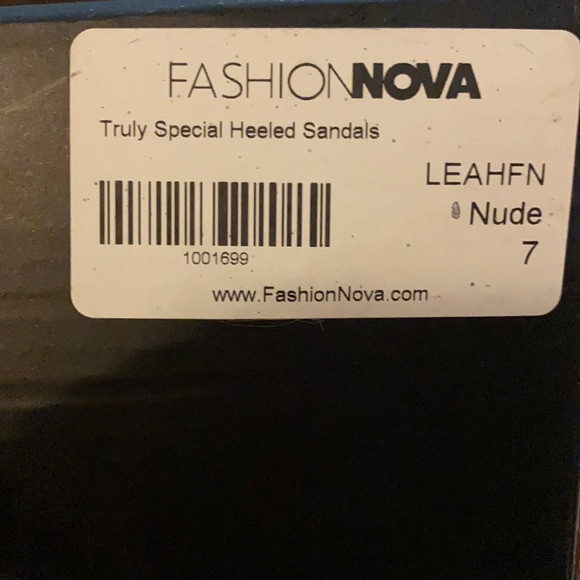 FASHIONNOVA
Truly Special Heeled Sandals
LEAHFN
Nude
7
1001699
www.FashionNova.com